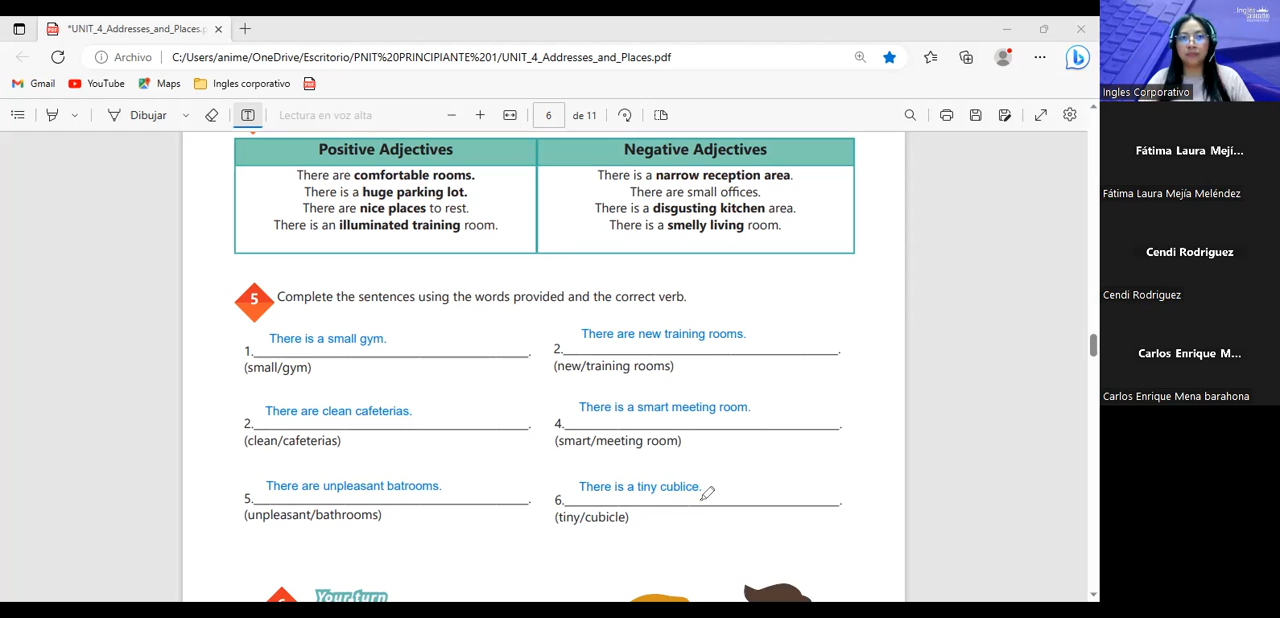 *UNIT_4_Addresses_and_Places.p
Archivo
C:/Users/anime/OneDrive/Escritorio/PNIT%20PRINCIPIANTE%201/UNIT_4_Addresses_and_Places.pdf
Gmail
YouTube
Maps
Ingles corporativo
Dibujar
Lectura en voz alta
6
de 11
Positive Adjectives
Negative Adjectives
There are comfortable rooms.
There is a narrow reception area.
There is a huge parking lot.
There are small offices.
There are nice places to rest.
There is a disgusting kitchen area.
There is an illuminated training room.
There is a smelly living room.
5
Complete the sentences using the words provided and the correct verb.
There is a small gym.
There are new training rooms.
1.______________________________.
2.______________________________.
(small/gym)
(new/training rooms)
There are clean cafeterias.
There is a smart meeting room.
2.______________________________.
4.______________________________.
(clean/cafeterias)
(smart/meeting room)
There are unpleasant batrooms.
There is a tiny cublice.
5.______________________________.
6.______________________________.
(unpleasant/bathrooms)
(tiny/cubicle)
Your turn
Ingles
Ingles Corporativo
Fátima Laura Mejí...
Fátima Laura Mejía Meléndez
Cendi Rodriguez
Cendi Rodriguez
Carlos Enrique M...
Carlos Enrique Mena barahona